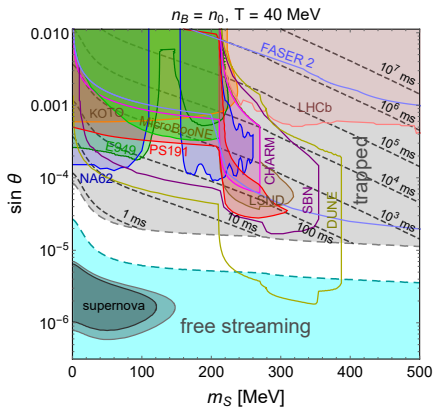 n_B = n_0, T = 40 MeV
0.010
0.001
10^-4
10^-5
10^-6
sin θ
FASER 2
10^7 ms
10^6 ms
LHCb
KOTO
MicroBooNE
10^5 ms
E949
PS191
CHARM
trapped
NA62
10^4 ms
LSND
SBN
DUNE
10^3 ms
1 ms
10 ms
100 ms
supernova
free streaming
0
100
200
300
400
500
m_S [MeV]